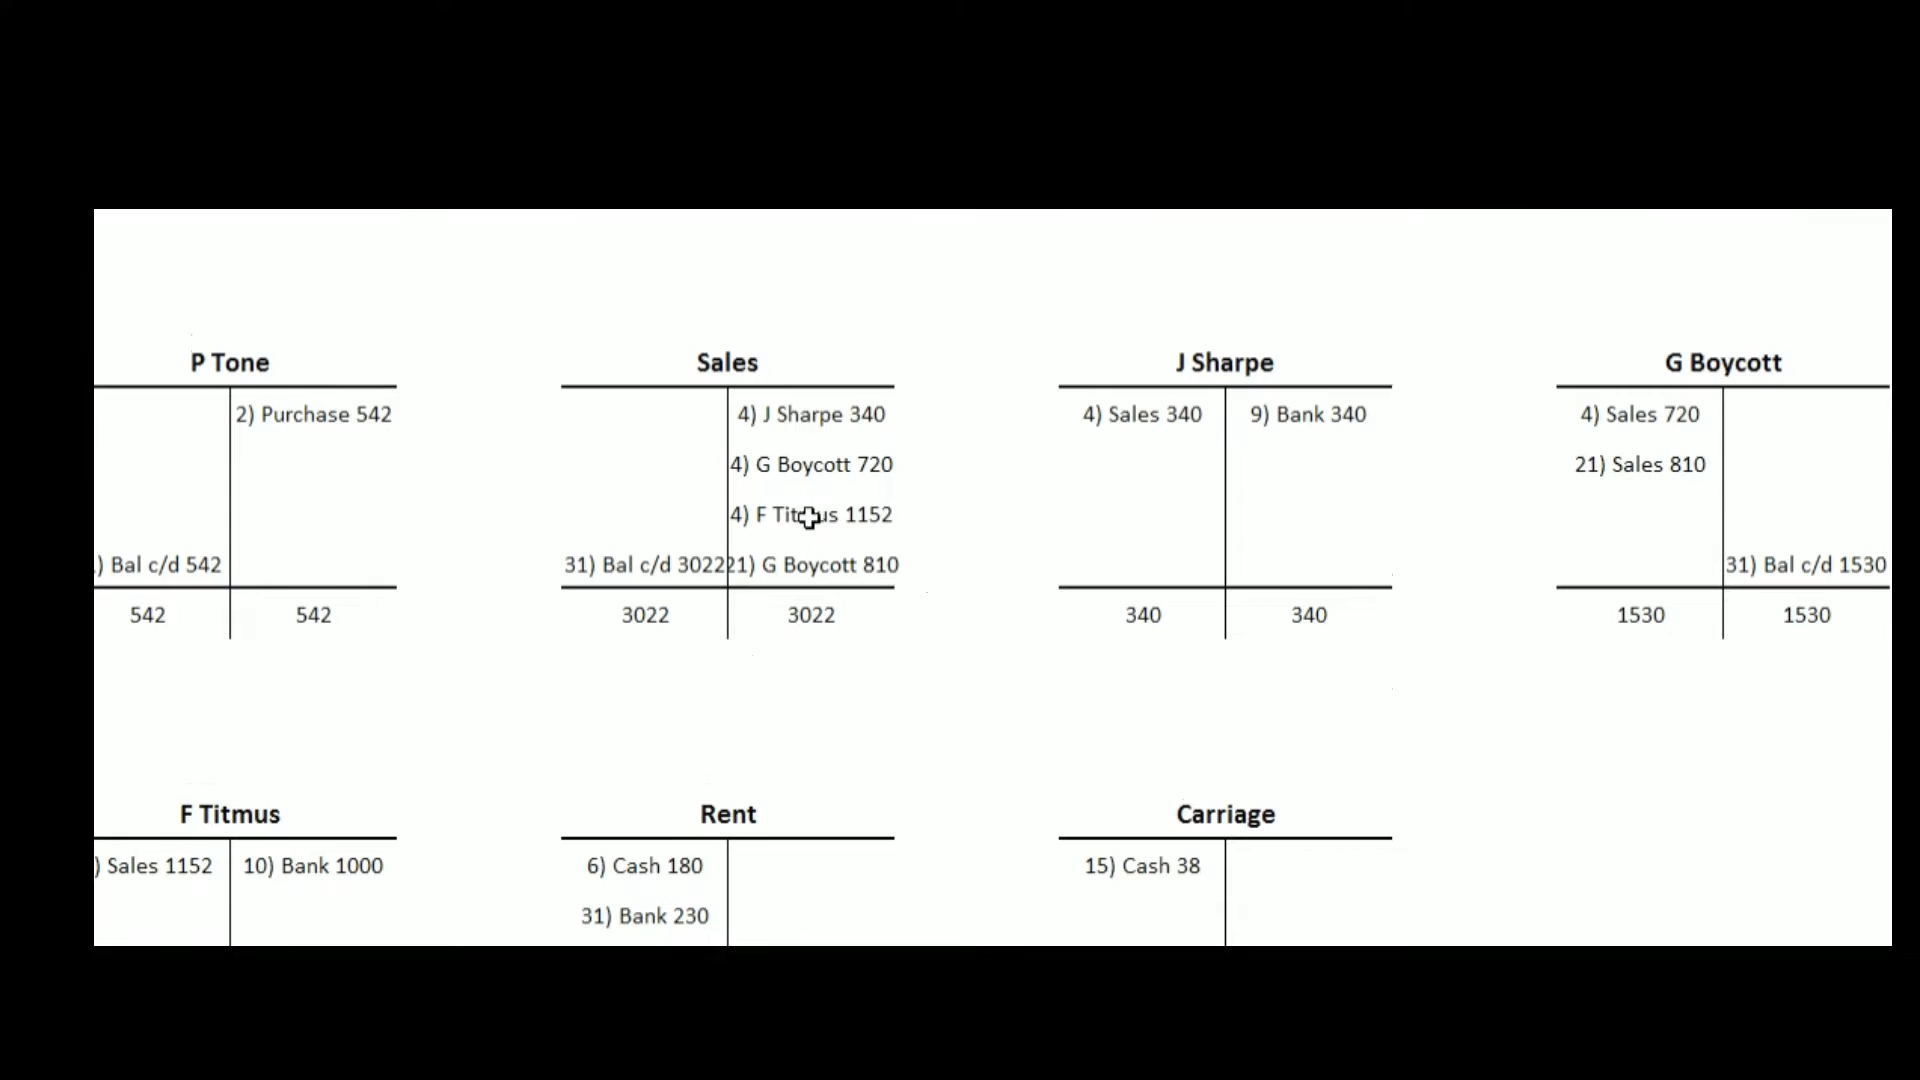 P Tone
2) Purchase 542
) Bal c/d 542
542 542
Sales
4) J Sharpe 340
4) G Boycott 720
4) F Titmus 1152
31) Bal c/d 3022 21) G Boycott 810
3022 3022
J Sharpe
4) Sales 340 9) Bank 340
340 340
G Boycott
4) Sales 720
21) Sales 810
31) Bal c/d 1530
1530 1530
F Titmus
) Sales 1152 10) Bank 1000
Rent
6) Cash 180
31) Bank 230
Carriage
15) Cash 38